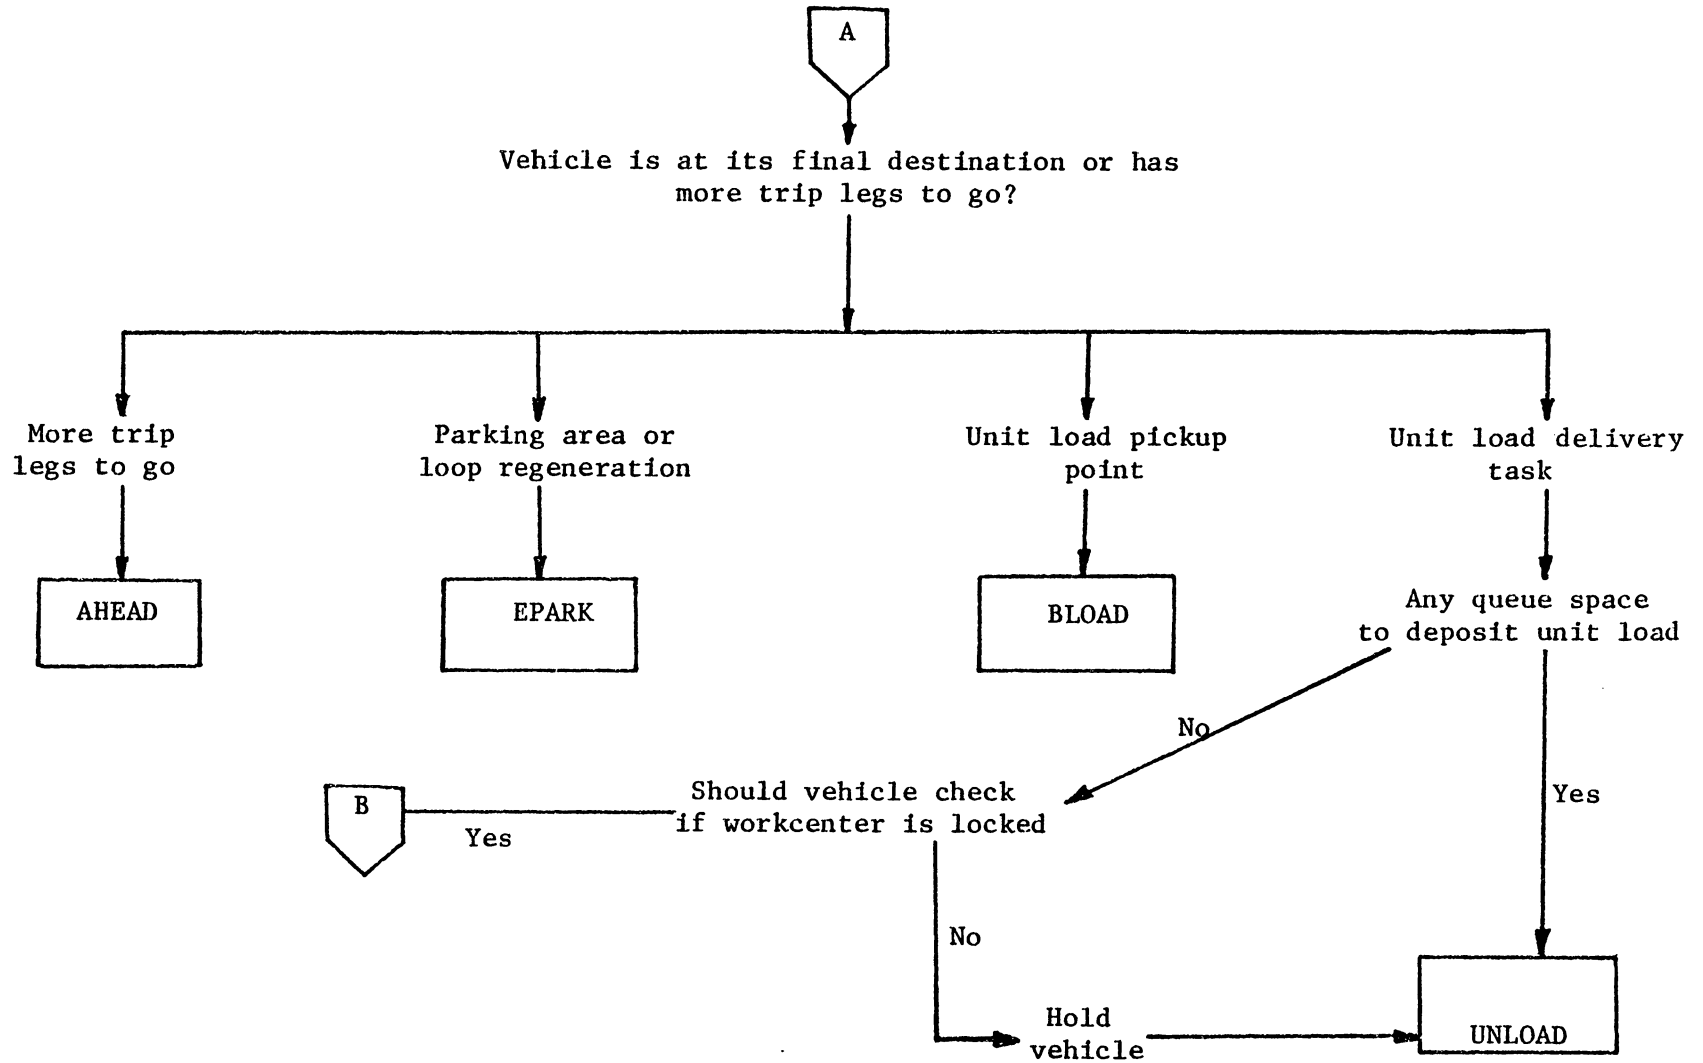 A
Vehicle is at its final destination or has
more trip legs to go?
More trip
legs to go
Parking area or
loop regeneration
Unit load pickup
point
Unit load delivery
task
AHEAD
EPARK
BLOAD
Any queue space
to deposit unit load
No
Yes
Should vehicle check
if workcenter is locked
B
Yes
No
Hold
vehicle
UNLOAD